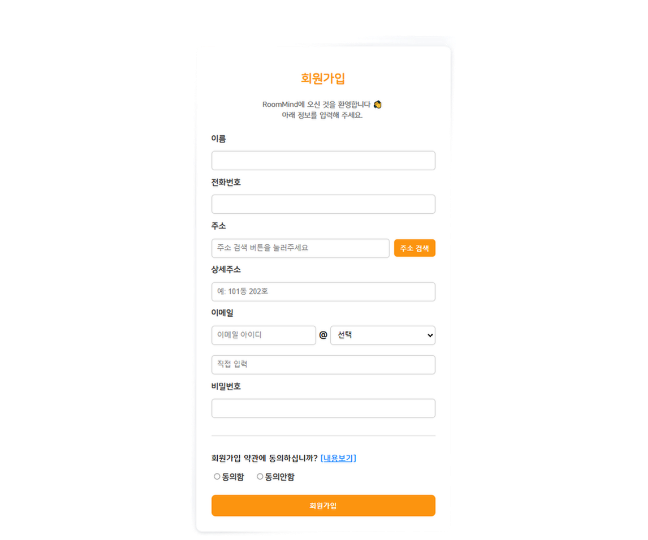 회원가입
RoomMind에 오신 것을 환영합니다 🧑‍🚀
아래 정보를 입력해 주세요.
이름
전화번호
주소
주소 검색 버튼을 눌러주세요
주소 검색
상세주소
예: 101동 202호
이메일
이메일 아이디 @ 선택
직접 입력
비밀번호
회원가입 약관에 동의하십니까? [내용보기]
동의함 동의안함
회원가입